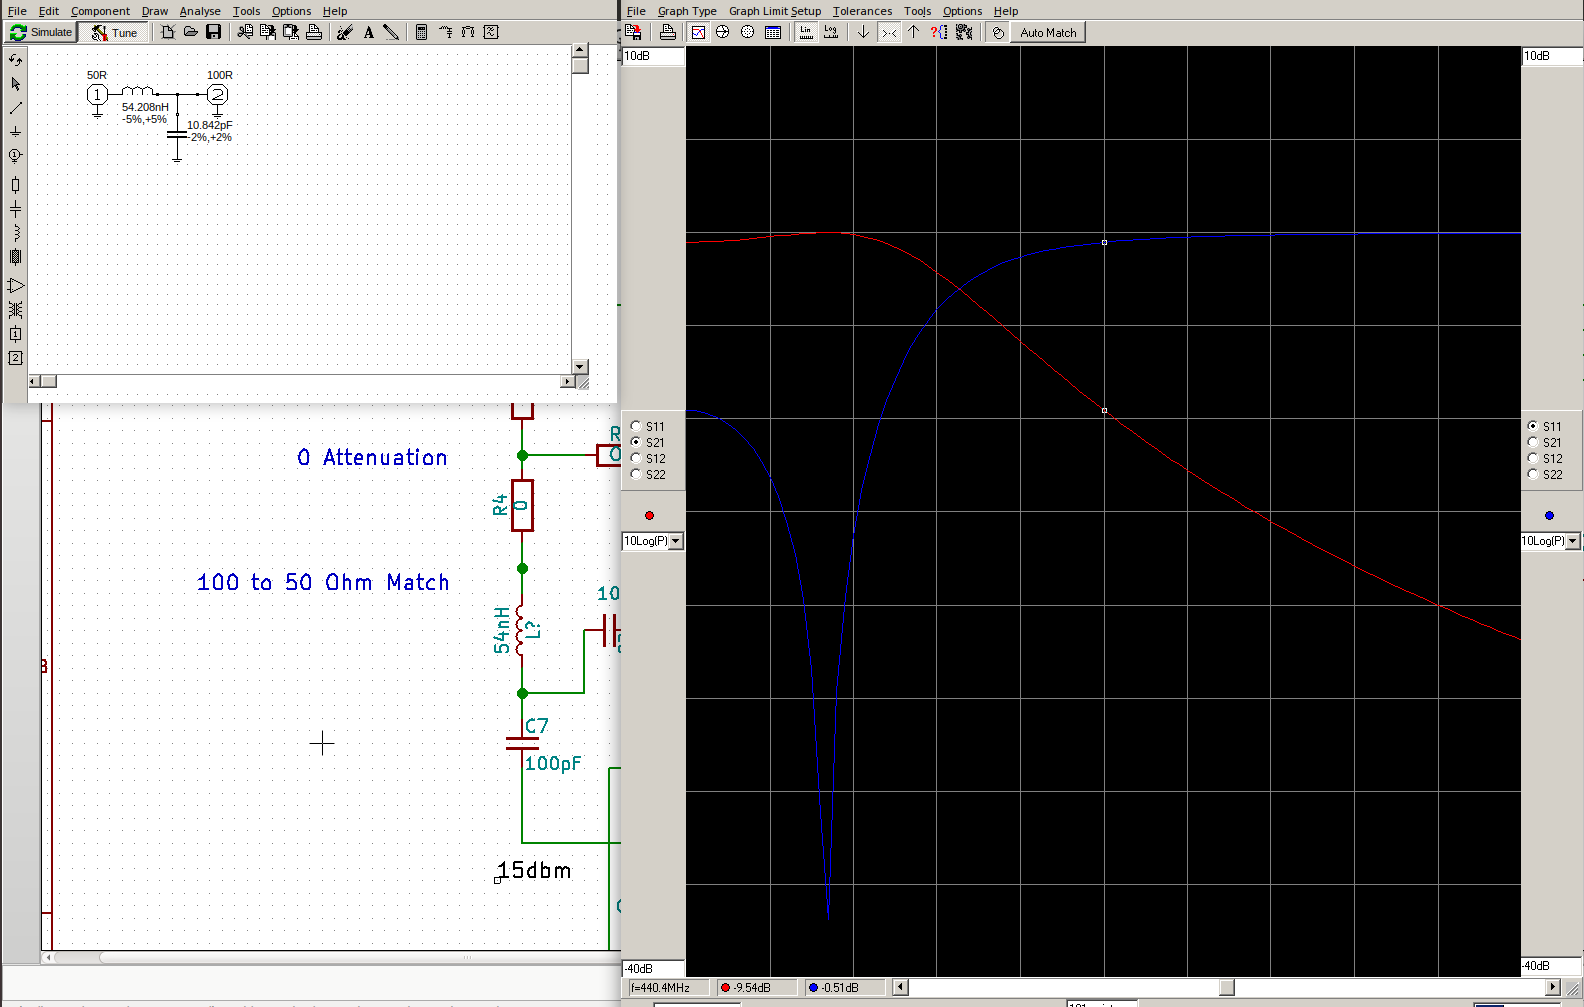 File Edit Component Draw Analyse Tools Options Help
Simulate Tune
50R 100R
1 2
54.208nH
-5%,+5%
10.842pF
-2%,+2%
0 Attenuation
R4
0
R
0
100 to 50 Ohm Match
54nH
L?
10
C7
100pF
15dbm
File Graph Type Graph Limit Setup Tolerances Tools Options Help
Lin Log Auto Match
10dB 10dB
S11
S21
S12
S22
10Log(P)
S11
S21
S12
S22
10Log(P)
-40dB -40dB
f=440.4MHz -9.54dB -0.51dB